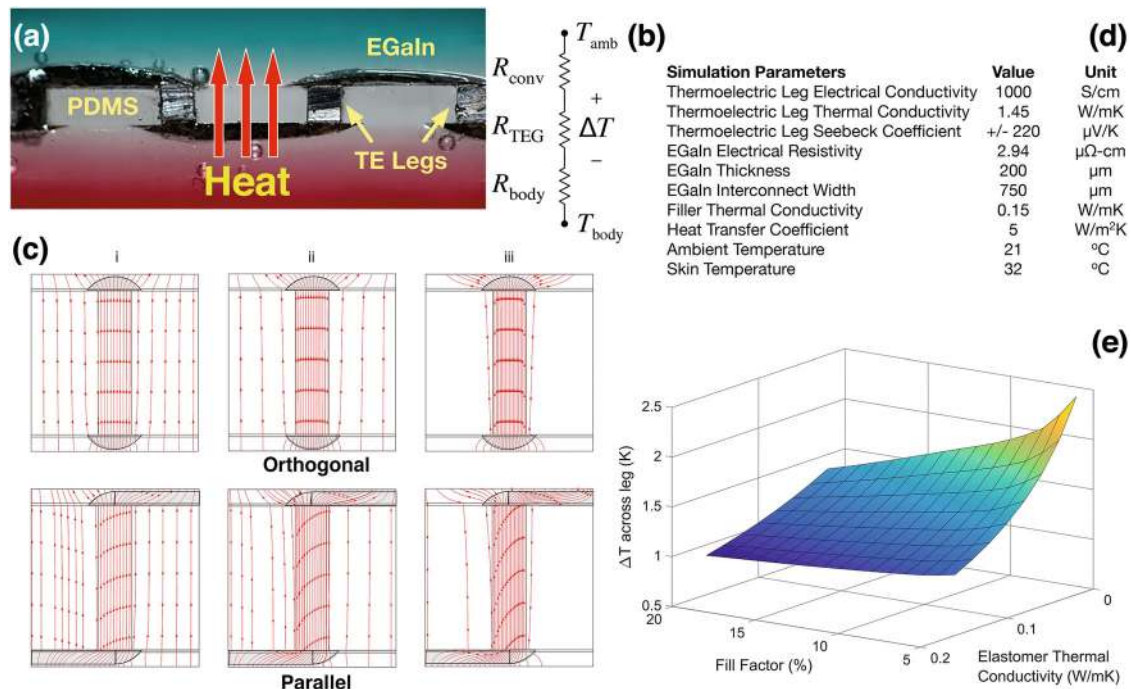 (a)
EGaIn
PDMS
TE Legs
Heat
T_amb
R_conv
+
R_TEG
ΔT
−
R_body
T_body
(b)
(d)
Simulation Parameters Value Unit
Thermoelectric Leg Electrical Conductivity 1000 S/cm
Thermoelectric Leg Thermal Conductivity 1.45 W/mK
Thermoelectric Leg Seebeck Coefficient +/- 220 µV/K
EGaIn Electrical Resistivity 2.94 µΩ-cm
EGaIn Thickness 200 µm
EGaIn Interconnect Width 750 µm
Filler Thermal Conductivity 0.15 W/mK
Heat Transfer Coefficient 5 W/m²K
Ambient Temperature 21 ºC
Skin Temperature 32 ºC
(c)
i ii iii
Orthogonal
Parallel
(e)
2.5
2
1.5
1
0.5
ΔT across leg (K)
20
15
10
5
Fill Factor (%)
0.2
0.1
0
Elastomer Thermal
Conductivity (W/mK)